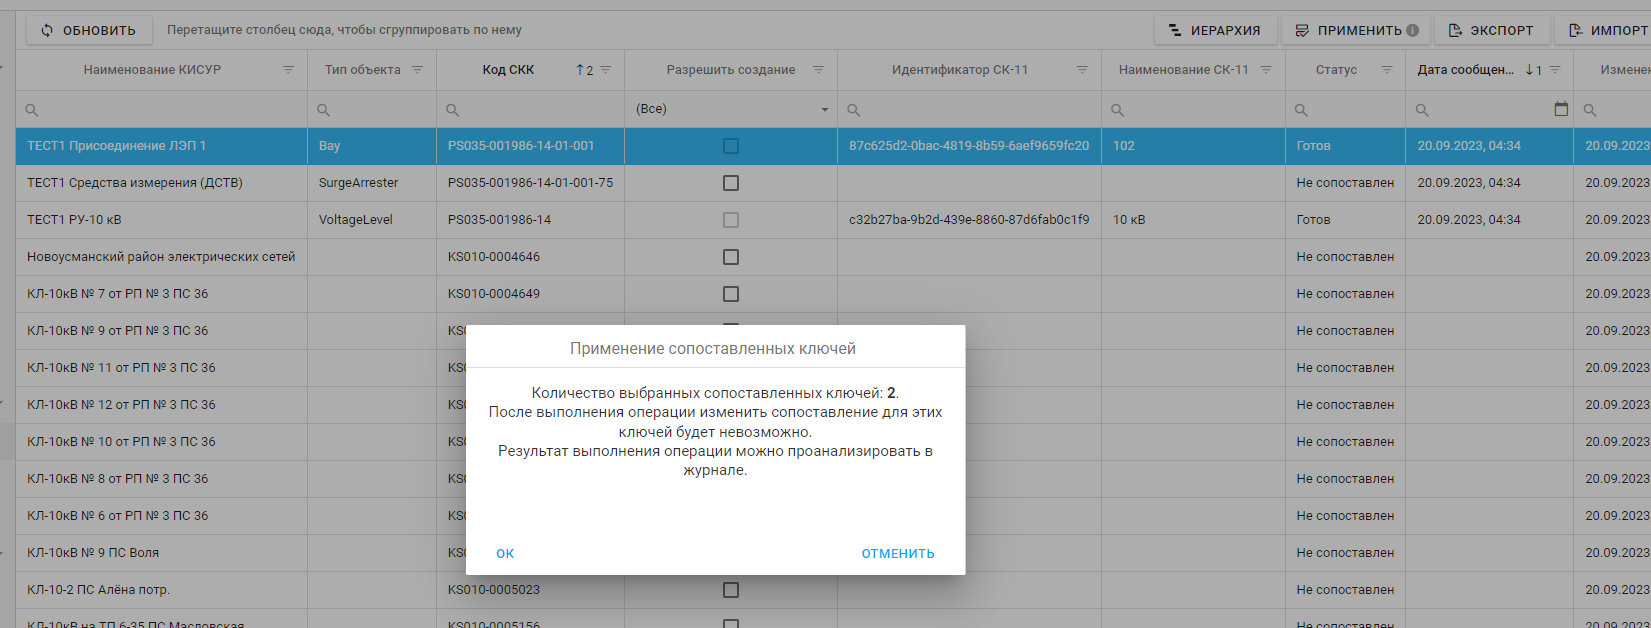 ОБНОВИТЬ Перетащите столбец сюда, чтобы сгруппировать по нему ИЕРАРХИЯ ПРИМЕНИТЬ ЭКСПОРТ ИМПОРТ
Наименование КИСУР Тип объекта Код СКК 2 Разрешить создание Идентификатор СК-11 Наименование СК-11 Статус Дата сообщен... 1 Изменен
(Все)
ТЕСТ1 Присоединение ЛЭП 1 Bay PS035-001986-14-01-001 87c625d2-0bac-4819-8b59-6aef9659fc20 102 Готов 20.09.2023, 04:34 20.09.2023
ТЕСТ1 Средства измерения (ДСТВ) SurgeArrester PS035-001986-14-01-001-75 Не сопоставлен 20.09.2023, 04:34 20.09.2023
ТЕСТ1 РУ-10 кВ VoltageLevel PS035-001986-14 c32b27ba-9b2d-439e-8860-87d6fab0c1f9 10 кВ Готов 20.09.2023, 04:34 20.09.2023
Новоусманский район электрических сетей KS010-0004646 Не сопоставлен 20.09.2023
КЛ-10кВ № 7 от РП № 3 ПС 36 KS010-0004649 Не сопоставлен 20.09.2023
КЛ-10кВ № 9 от РП № 3 ПС 36 KS0 Не сопоставлен 20.09.2023
КЛ-10кВ № 11 от РП № 3 ПС 36 KS0 Не сопоставлен 20.09.2023
КЛ-10кВ № 12 от РП № 3 ПС 36 KS0 Не сопоставлен 20.09.2023
КЛ-10кВ № 10 от РП № 3 ПС 36 KS0 Не сопоставлен 20.09.2023
КЛ-10кВ № 8 от РП № 3 ПС 36 KS0 Не сопоставлен 20.09.2023
КЛ-10кВ № 6 от РП № 3 ПС 36 KS0 Не сопоставлен 20.09.2023
КЛ-10кВ № 9 ПС Воля KS0 Не сопоставлен 20.09.2023
КЛ-10-2 ПС Алёна потр. KS010-0005023 Не сопоставлен 20.09.2023
КЛ-10кВ на ТП 6-35 ПС Масловская KS010-0005156 Не сопоставлен 20.09.2023
Применение сопоставленных ключей
Количество выбранных сопоставленных ключей: 2.
После выполнения операции изменить сопоставление для этих
ключей будет невозможно.
Результат выполнения операции можно проанализировать в
журнале.
ОК ОТМЕНИТЬ